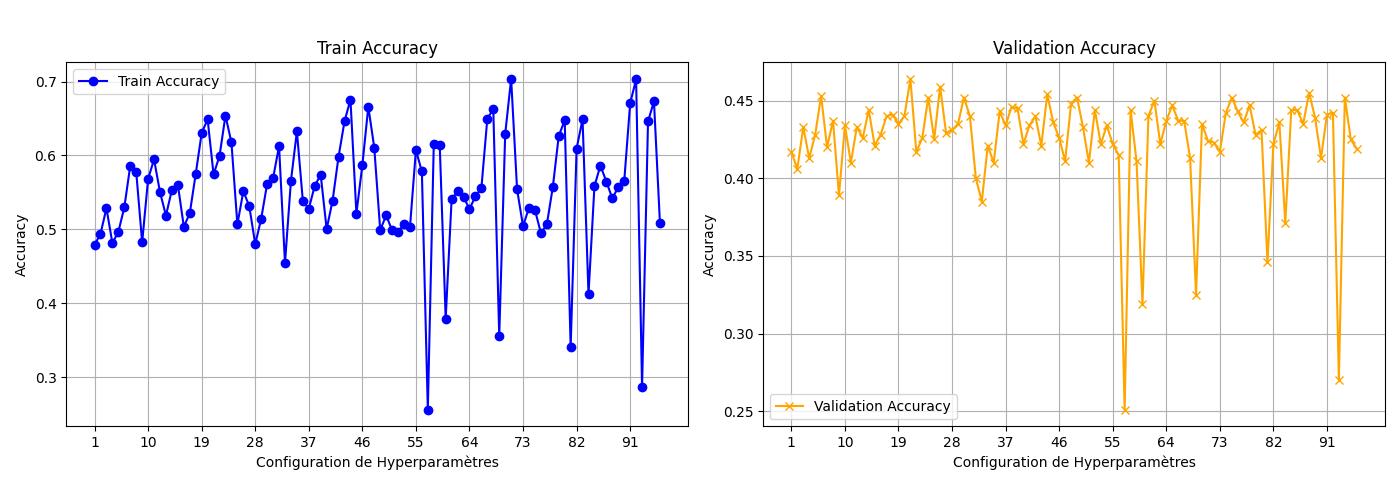 Train Accuracy
Train Accuracy
0.7
0.6
0.5
0.4
0.3
Accuracy
1 10 19 28 37 46 55 64 73 82 91
Configuration de Hyperparamètres
Validation Accuracy
0.45
0.40
0.35
0.30
0.25
Accuracy
Validation Accuracy
1 10 19 28 37 46 55 64 73 82 91
Configuration de Hyperparamètres